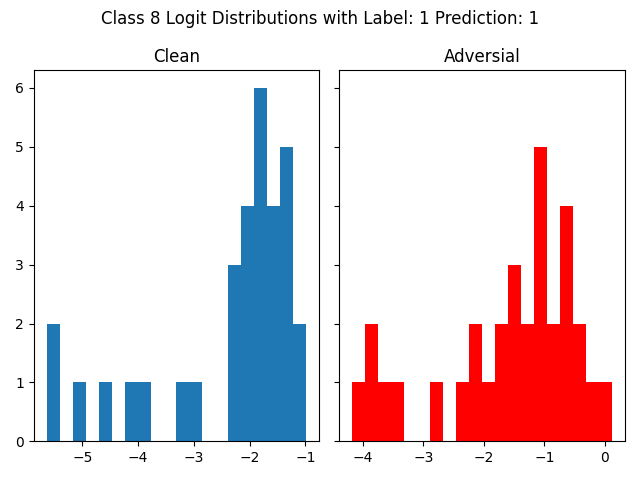 Class 8 Logit Distributions with Label: 1 Prediction: 1
Clean
Adversial
6
5
4
3
2
1
0
−5 −4 −3 −2 −1
−4 −3 −2 −1 0